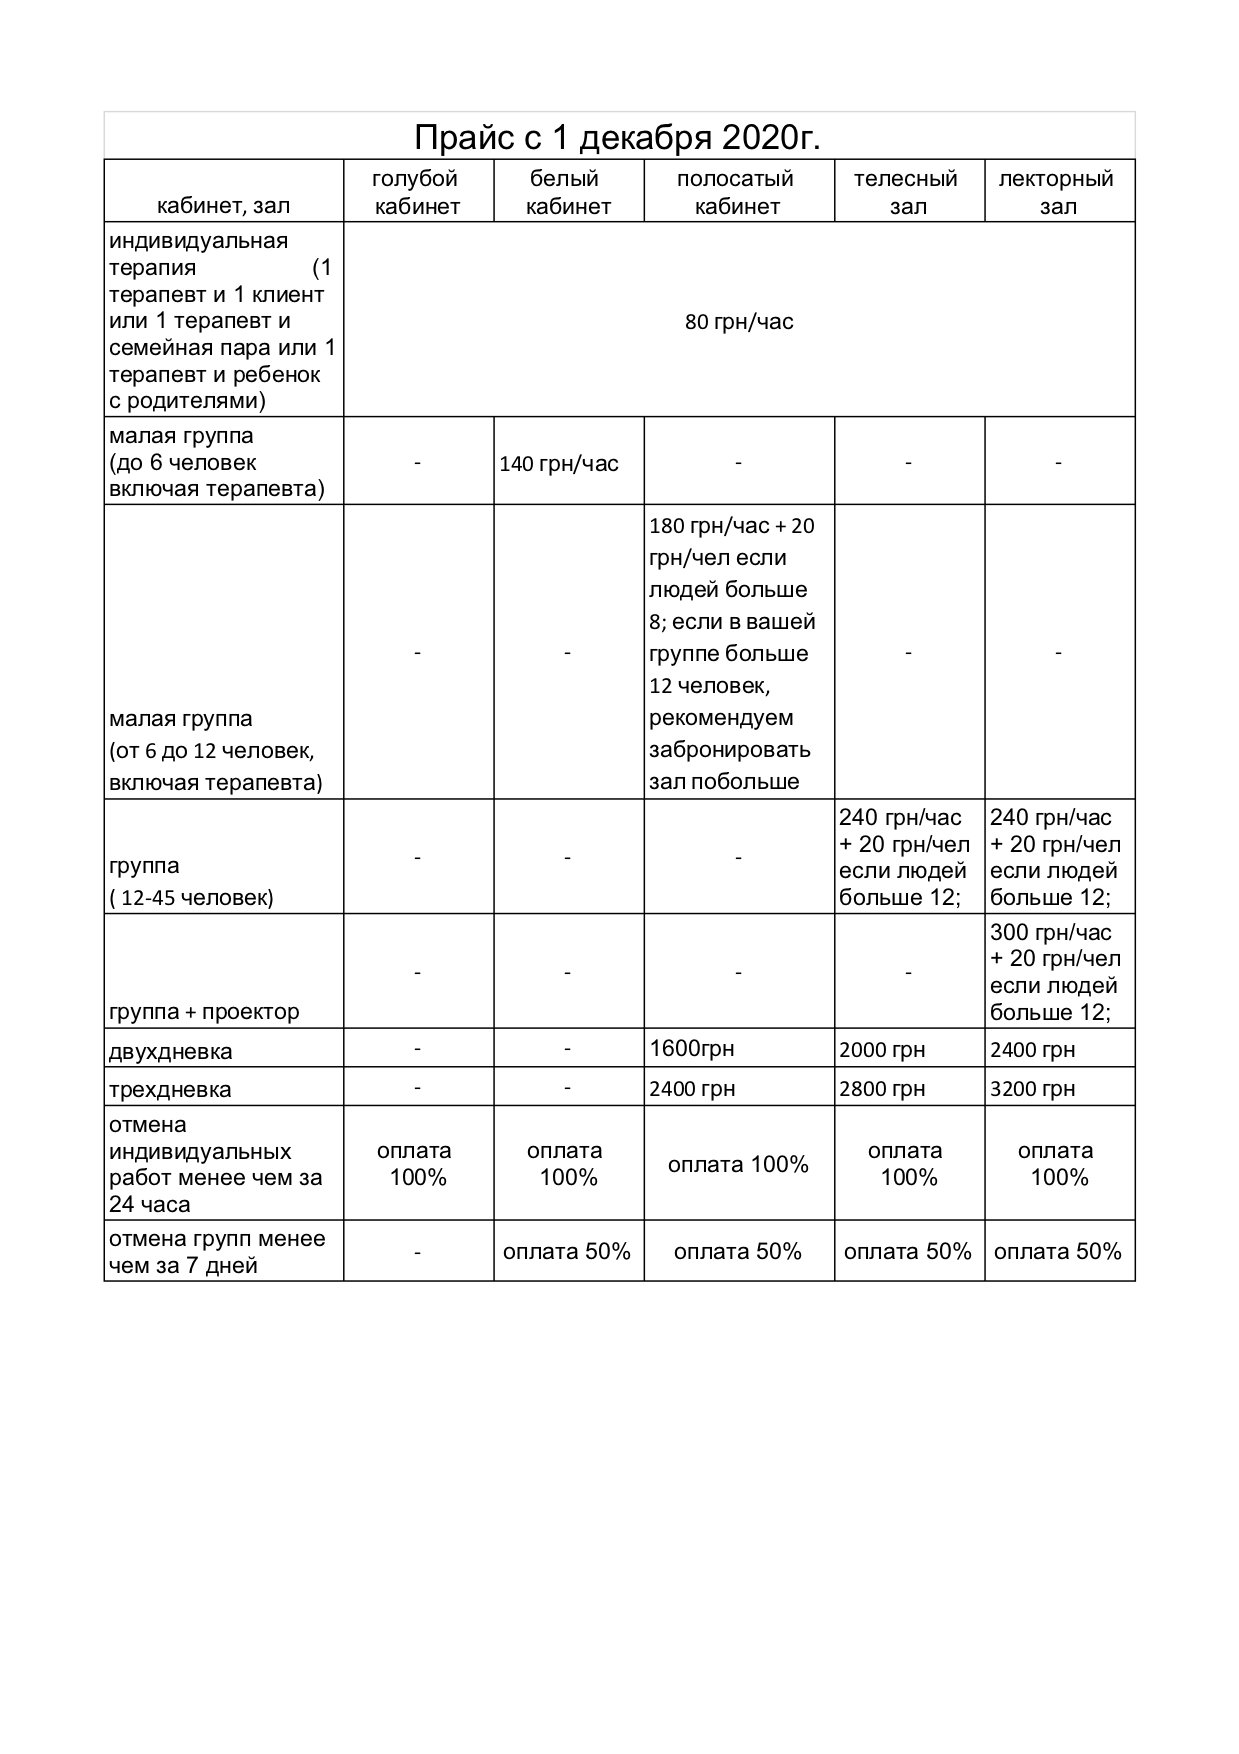 Прайс с 1 декабря 2020г.
кабинет, зал
голубой
кабинет
белый
кабинет
полосатый
кабинет
телесный
зал
лекторный
зал
индивидуальная
терапия (1
терапевт и 1 клиент
или 1 терапевт и
семейная пара или 1
терапевт и ребенок
с родителями)
80 грн/час
малая группа
(до 6 человек
включая терапевта)
-
140 грн/час
-
-
-
малая группа
(от 6 до 12 человек,
включая терапевта)
-
-
180 грн/час + 20
грн/чел если
людей больше
8; если в вашей
группе больше
12 человек,
рекомендуем
забронировать
зал побольше
-
-
группа
( 12-45 человек)
-
-
-
240 грн/час
+ 20 грн/чел
если людей
больше 12;
240 грн/час
+ 20 грн/чел
если людей
больше 12;
группа + проектор
-
-
-
-
300 грн/час
+ 20 грн/чел
если людей
больше 12;
двухдневка
-
-
1600грн
2000 грн
2400 грн
трехдневка
-
-
2400 грн
2800 грн
3200 грн
отмена
индивидуальных
работ менее чем за
24 часа
оплата
100%
оплата
100%
оплата 100%
оплата
100%
оплата
100%
отмена групп менее
чем за 7 дней
-
оплата 50%
оплата 50%
оплата 50%
оплата 50%